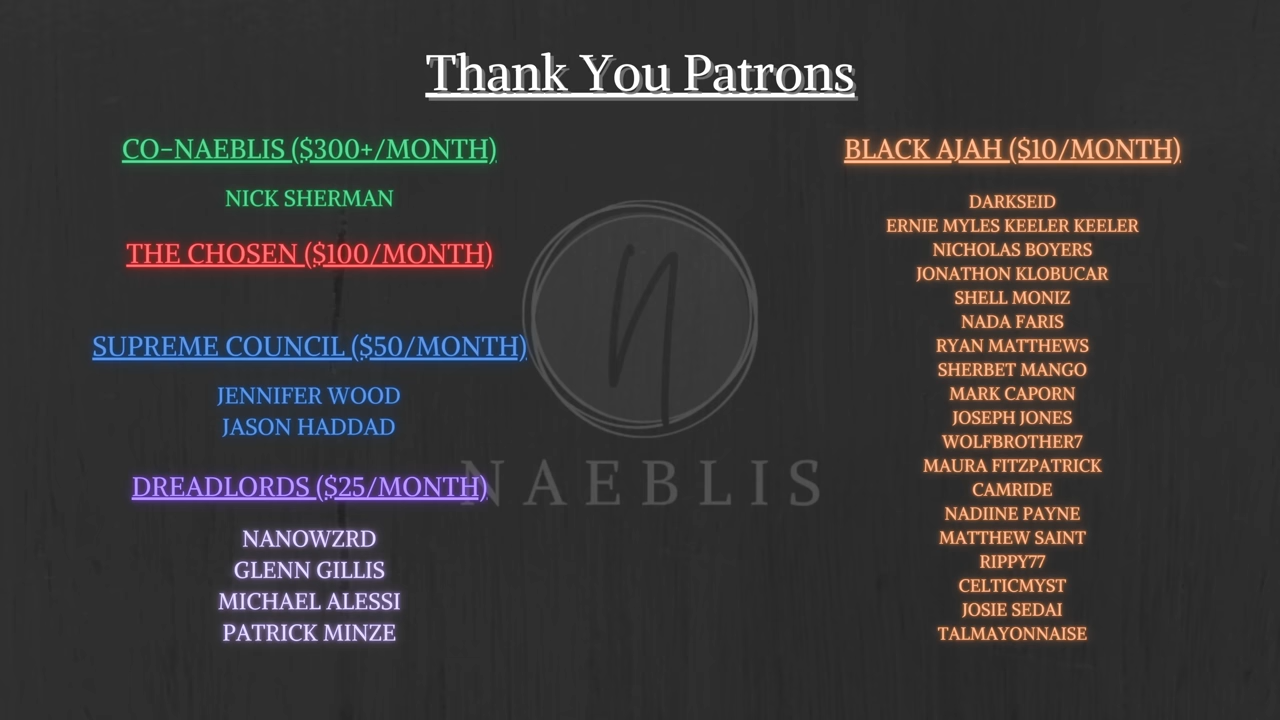 Thank You Patrons
CO-NAEBLIS ($300+/MONTH)
NICK SHERMAN
THE CHOSEN ($100/MONTH)
SUPREME COUNCIL ($50/MONTH)
JENNIFER WOOD
JASON HADDAD
DREADLORDS ($25/MONTH)
NANOWZRD
GLENN GILLIS
MICHAEL ALESSI
PATRICK MINZE
n
NAEBLIS
BLACK AJAH ($10/MONTH)
DARKSEID
ERNIE MYLES KEELER KEELER
NICHOLAS BOYERS
JONATHON KLOBUCAR
SHELL MONIZ
NADA FARIS
RYAN MATTHEWS
SHERBET MANGO
MARK CAPORN
JOSEPH JONES
WOLFBROTHER7
MAURA FITZPATRICK
CAMRIDE
NADIINE PAYNE
MATTHEW SAINT
RIPPY77
CELTICMYST
JOSIE SEDAI
TALMAYONNAISE